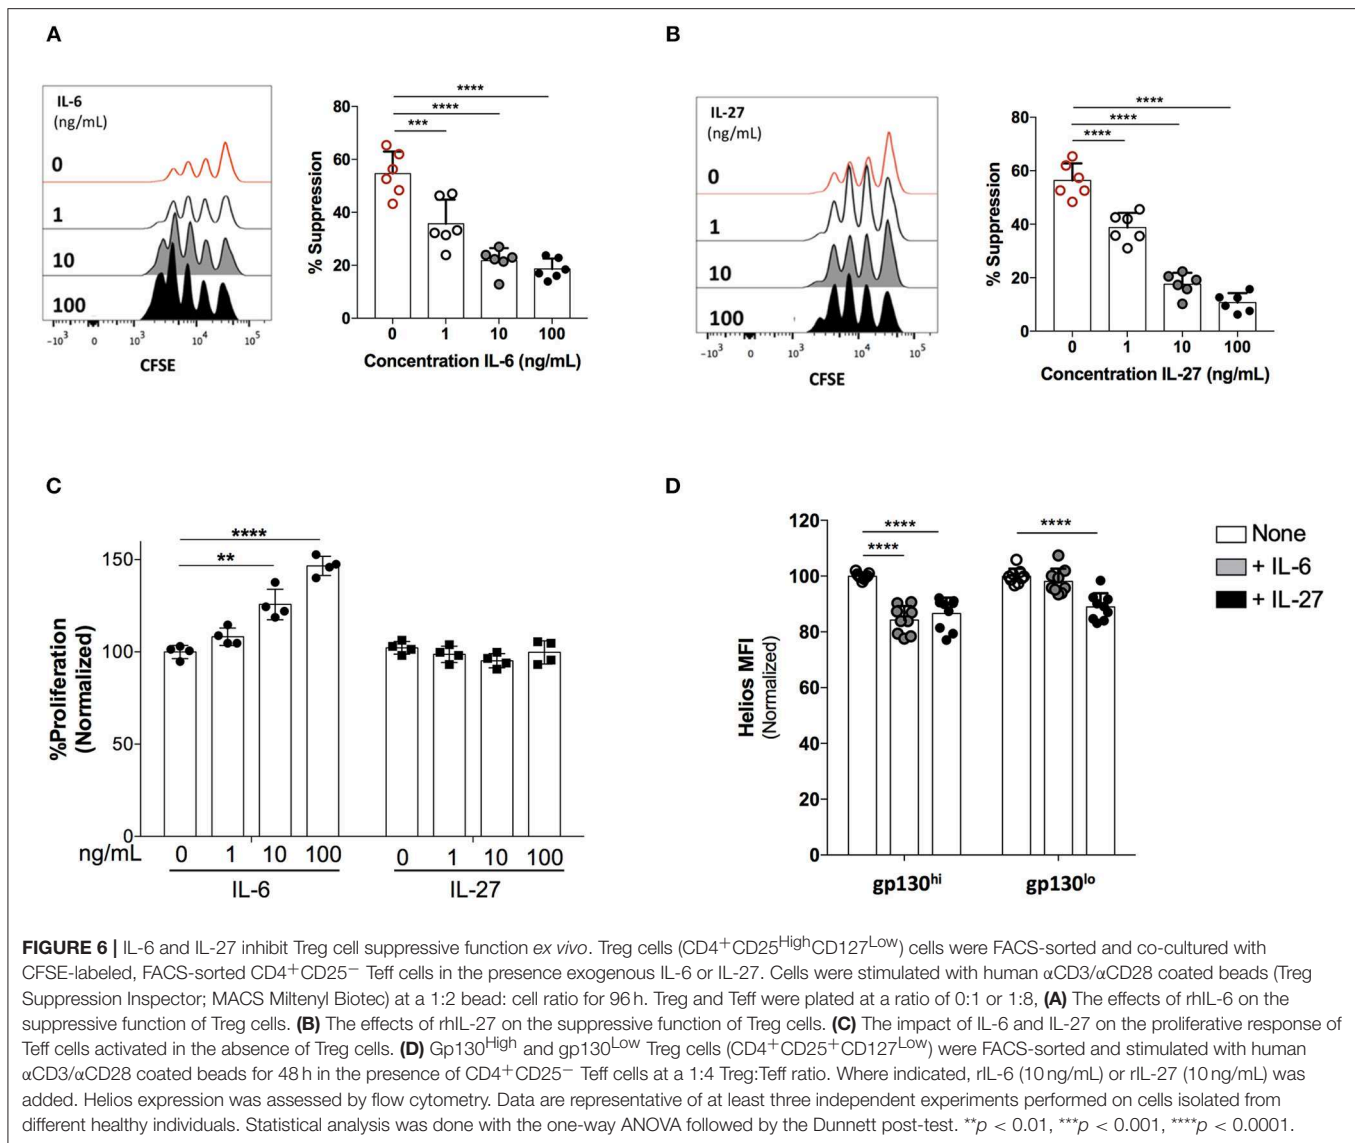 A
IL-6
(ng/mL)
0
1
10
100
-10³ 0 10³ 10⁴ 10⁵
CFSE
% Suppression
80
60
40
20
0
*** **** ****
0 1 10 100
Concentration IL-6 (ng/mL)
B
IL-27
(ng/mL)
0
1
10
100
-10³ 0 10³ 10⁴ 10⁵
CFSE
% Suppression
80
60
40
20
0
**** **** ****
0 1 10 100
Concentration IL-27 (ng/mL)
C
%Proliferation
(Normalized)
150
100
50
0
** ****
ng/mL 0 1 10 100 0 1 10 100
IL-6 IL-27
D
Helios MFI
(Normalized)
120
100
80
60
40
20
0
**** **** ****
gp130ʰⁱ gp130ˡᵒ
None
+ IL-6
+ IL-27
FIGURE 6 | IL-6 and IL-27 inhibit Treg cell suppressive function ex vivo. Treg cells (CD4⁺CD25ᴴⁱᵍʰCD127ᴸᵒʷ) cells were FACS-sorted and co-cultured with
CFSE-labeled, FACS-sorted CD4⁺CD25⁻ Teff cells in the presence exogenous IL-6 or IL-27. Cells were stimulated with human αCD3/αCD28 coated beads (Treg
Suppression Inspector; MACS Miltenyi Biotec) at a 1:2 bead: cell ratio for 96 h. Treg and Teff were plated at a ratio of 0:1 or 1:8, (A) The effects of rhIL-6 on the
suppressive function of Treg cells. (B) The effects of rhIL-27 on the suppressive function of Treg cells. (C) The impact of IL-6 and IL-27 on the proliferative response of
Teff cells activated in the absence of Treg cells. (D) Gp130ᴴⁱᵍʰ and gp130ᴸᵒʷ Treg cells (CD4⁺CD25⁺CD127ᴸᵒʷ) were FACS-sorted and stimulated with human
αCD3/αCD28 coated beads for 48 h in the presence of CD4⁺CD25⁻ Teff cells at a 1:4 Treg:Teff ratio. Where indicated, rIL-6 (10 ng/mL) or rIL-27 (10 ng/mL) was
added. Helios expression was assessed by flow cytometry. Data are representative of at least three independent experiments performed on cells isolated from
different healthy individuals. Statistical analysis was done with the one-way ANOVA followed by the Dunnett post-test. **p < 0.01, ***p < 0.001, ****p < 0.0001.